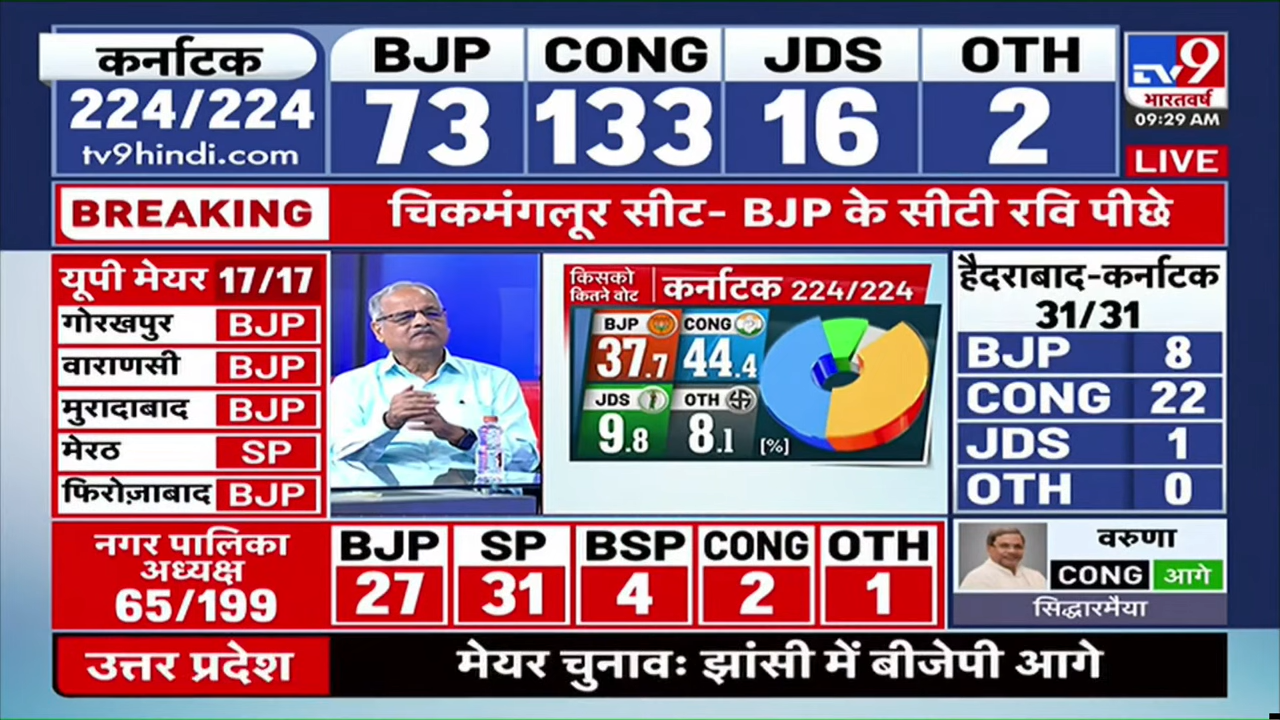 कर्नाटक
224/224
tv9hindi.com
BJP CONG JDS OTH
73 133 16 2
TV9
भारतवर्ष
09:29 AM
LIVE
BREAKING
चिकमंगलूर सीट- BJP के सीटी रवि पीछे
यूपी मेयर 17/17
गोरखपुर BJP
वाराणसी BJP
मुरादाबाद BJP
मेरठ SP
फिरोज़ाबाद BJP
किसको
कितने वोट
कर्नाटक 224/224
BJP CONG
37.7 44.4
JDS OTH
9.8 8.1 [%]
हैदराबाद-कर्नाटक
31/31
BJP 8
CONG 22
JDS 1
OTH 0
नगर पालिका
अध्यक्ष
65/199
BJP SP BSP CONG OTH
27 31 4 2 1
वरुणा
CONG आगे
सिद्धारमैया
उत्तर प्रदेश
मेयर चुनावः झांसी में बीजेपी आगे